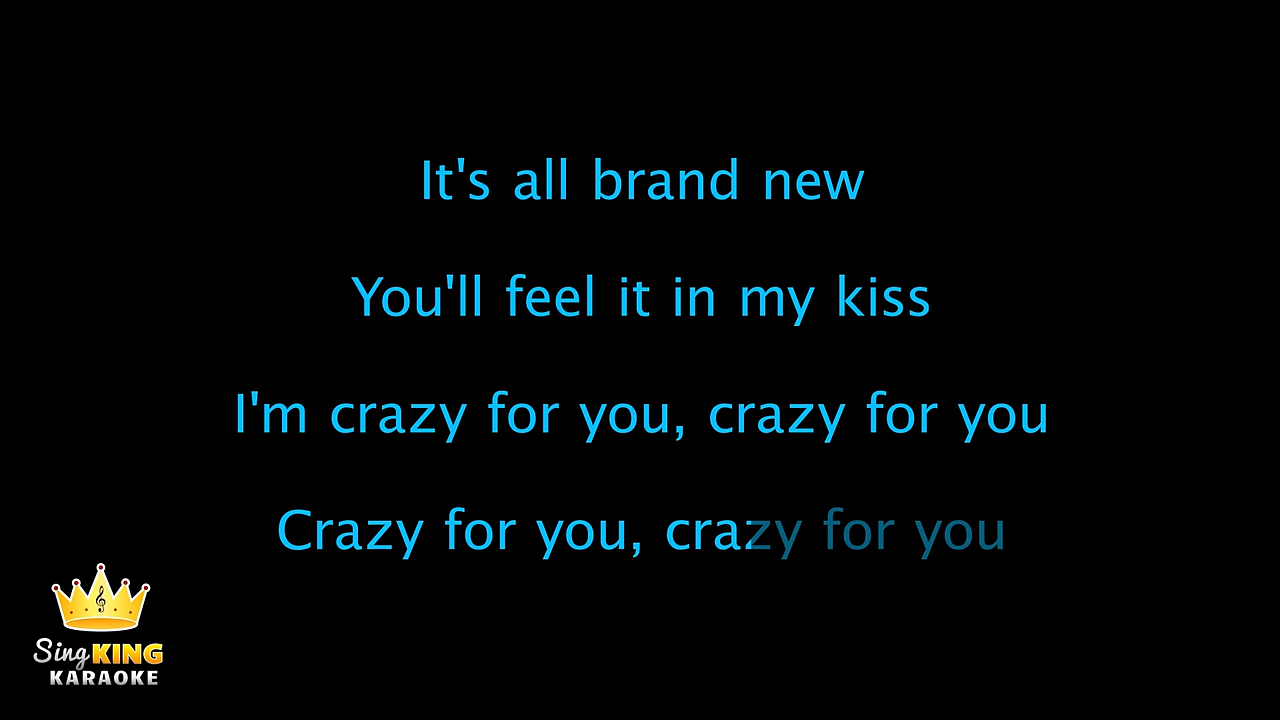 It's all brand new
You'll feel it in my kiss
I'm crazy for you, crazy for you
Crazy for you, crazy for you
Sing KING
KARAOKE